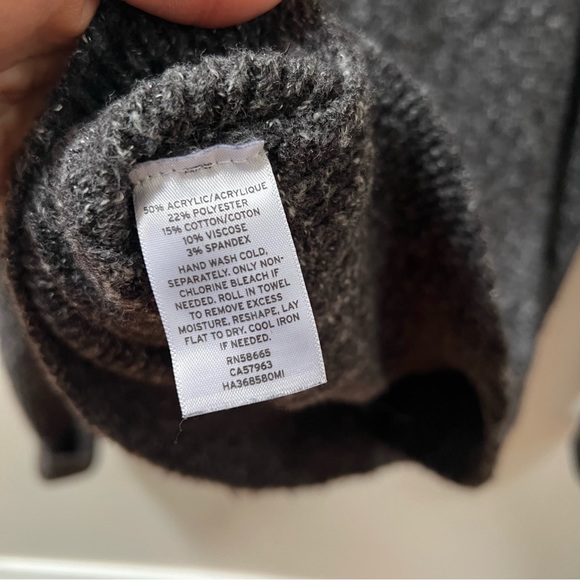 50% ACRYLIC/ACRYLIQUE
22% POLYESTER
15% COTTON/COTON
10% VISCOSE
3% SPANDEX
HAND WASH COLD,
SEPARATELY. ONLY NON-
CHLORINE BLEACH IF
NEEDED. ROLL IN TOWEL
TO REMOVE EXCESS
MOISTURE, RESHAPE, LAY
FLAT TO DRY. COOL IRON
IF NEEDED.
RN58665
CA57963
HA368580MI